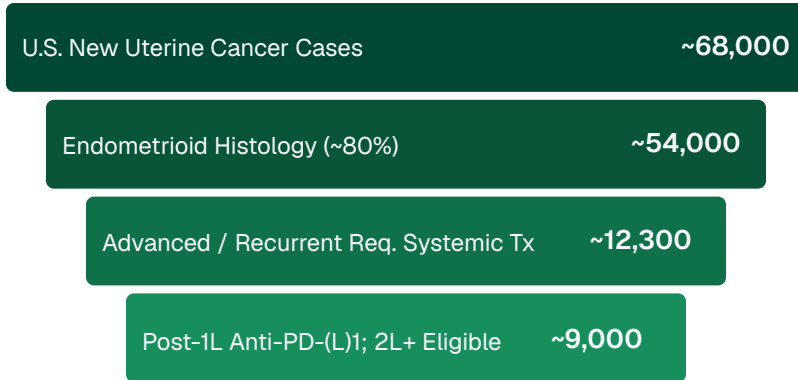 U.S. New Uterine Cancer Cases ~68,000
Endometrioid Histology (~80%) ~54,000
Advanced / Recurrent Req. Systemic Tx ~12,300
Post-1L Anti-PD-(L)1; 2L+ Eligible ~9,000